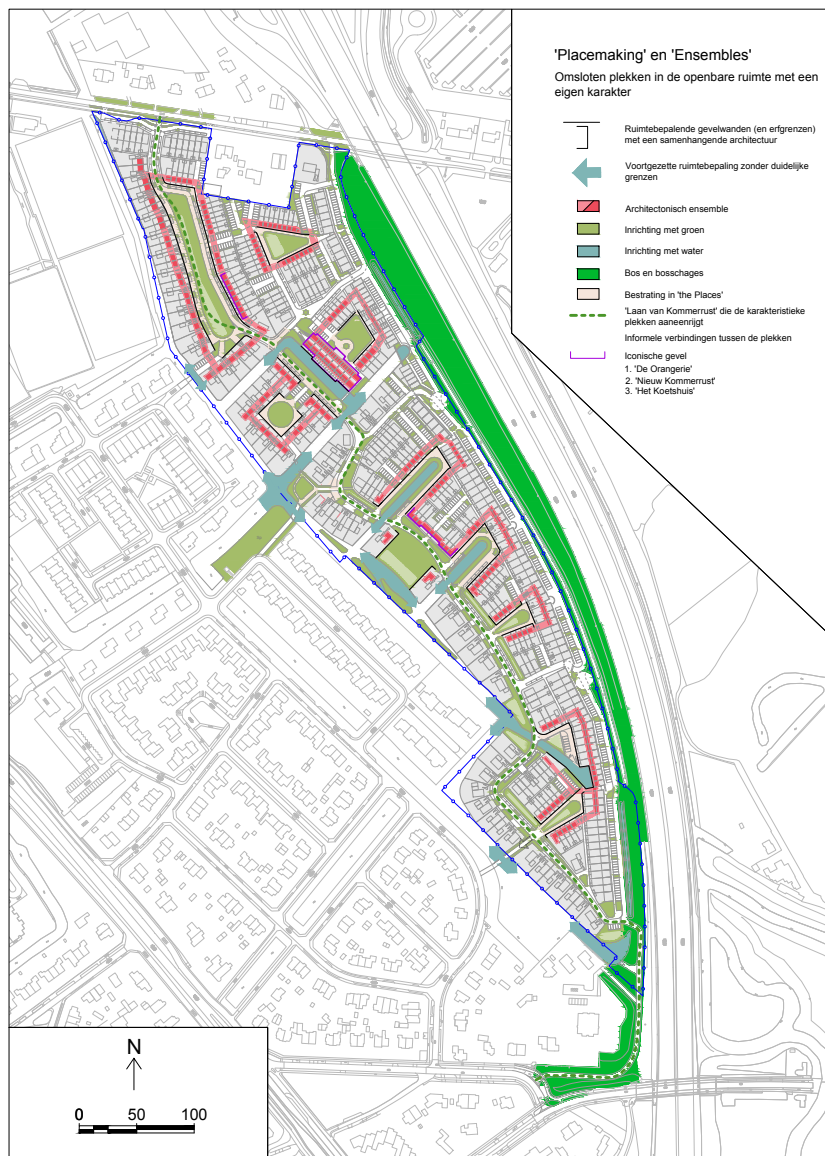 'Placemaking' en 'Ensembles'
Omsloten plekken in de openbare ruimte met een
eigen karakter
Ruimtebepalende gevelwanden (en erfgrenzen)
met een samenhangende architectuur
Voortgezette ruimtebepaling zonder duidelijke
grenzen
Architectonisch ensemble
Inrichting met groen
Inrichting met water
Bos en bosschages
Bestrating in 'the Places'
'Laan van Kommerrust' die de karakteristieke
plekken aaneenrijgt
Informele verbindingen tussen de plekken
Iconische gevel
1. 'De Orangerie'
2. 'Nieuw Kommerrust'
3. 'Het Koetshuis'
N
0 50 100